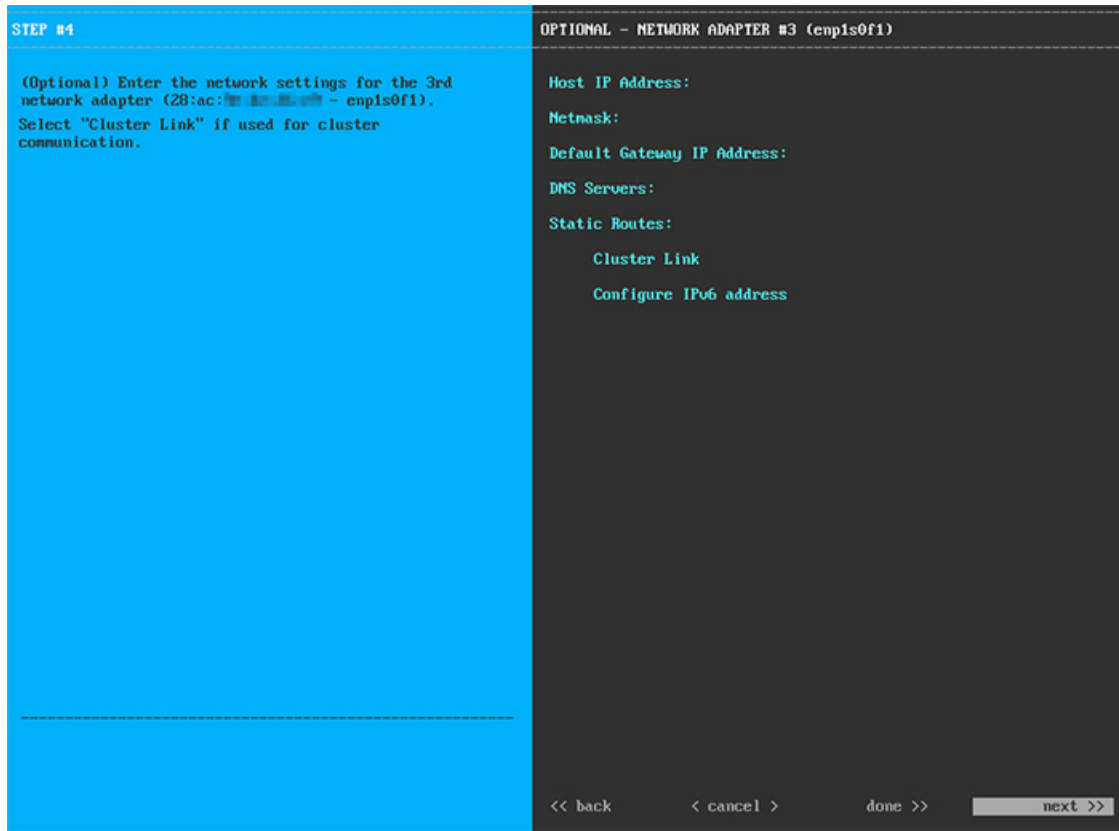 STEP #4
(Optional) Enter the network settings for the 3rd
network adapter (28:ac: - enp1s0f1).
Select "Cluster Link" if used for cluster
communication.
OPTIONAL - NETWORK ADAPTER #3 (enp1s0f1)
Host IP Address:
Netmask:
Default Gateway IP Address:
DNS Servers:
Static Routes:
Cluster Link
Configure IPv6 address
<< back < cancel > done >> next >>